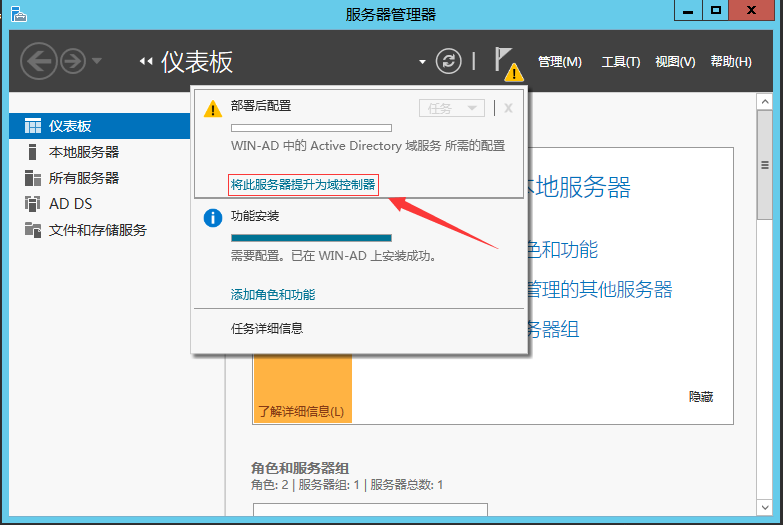 服务器管理器
仪表板
管理(M) 工具(T) 视图(V) 帮助(H)
仪表板
本地服务器
所有服务器
AD DS
文件和存储服务
部署后配置
任务
x
WIN-AD 中的 Active Directory 域服务 所需的配置
将此服务器提升为域控制器
功能安装
需要配置。已在 WIN-AD 上安装成功。
添加角色和功能
任务详细信息
地服务器
色和功能
管理的其他服务器
务器组
了解详细信息(L)
隐藏
角色和服务器组
角色: 2 | 服务器组: 1 | 服务器总数: 1